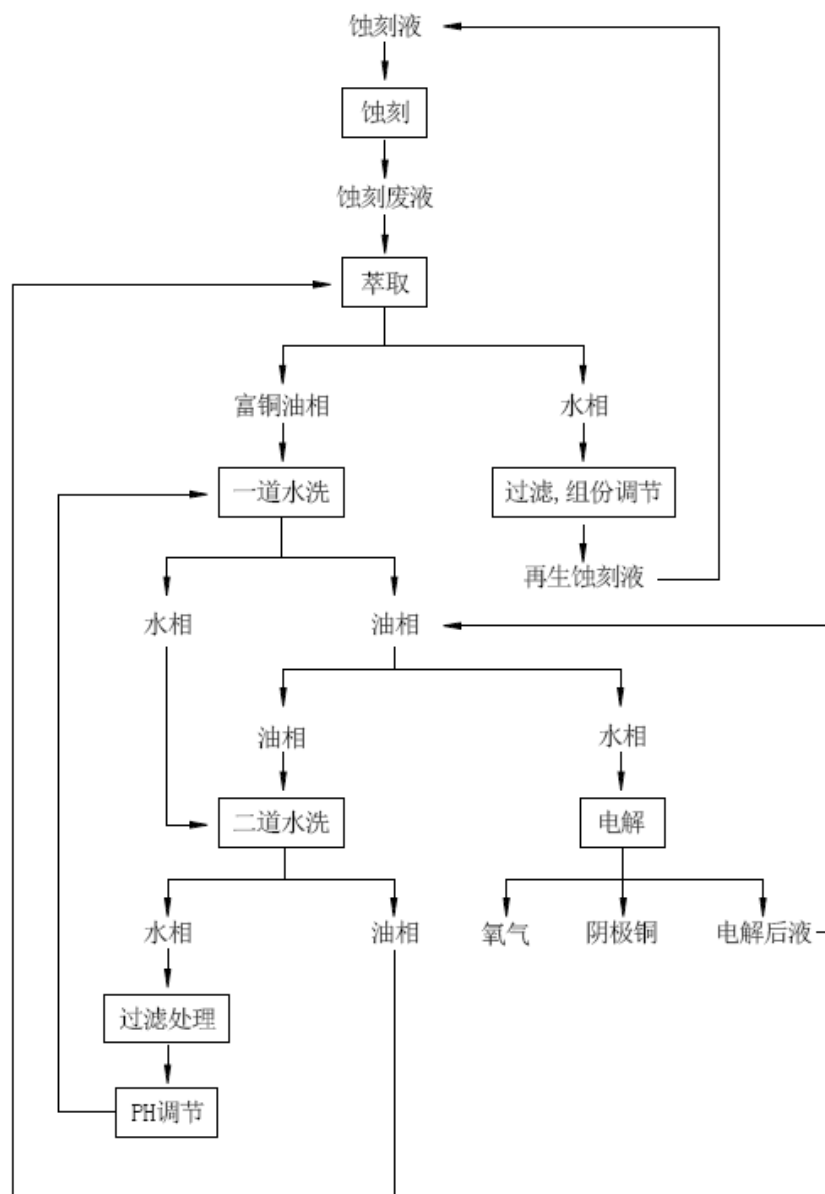 蚀刻液
蚀刻
蚀刻废液
萃取
富铜油相
水相
一道水洗
过滤,组份调节
再生蚀刻液
水相
油相
油相
水相
二道水洗
电解
水相
油相
氧气
阴极铜
电解后液
过滤处理
PH调节